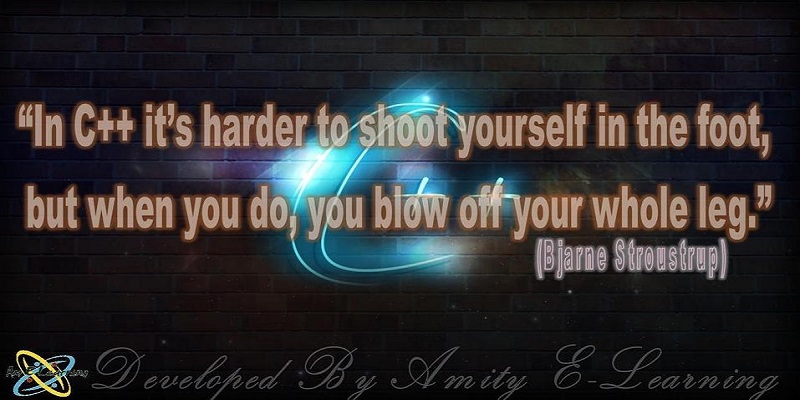 “In C++ it’s harder to shoot yourself in the foot,
but when you do, you blow off your whole leg.”
(Bjarne Stroustrup)
Developed By Amity E-Learning